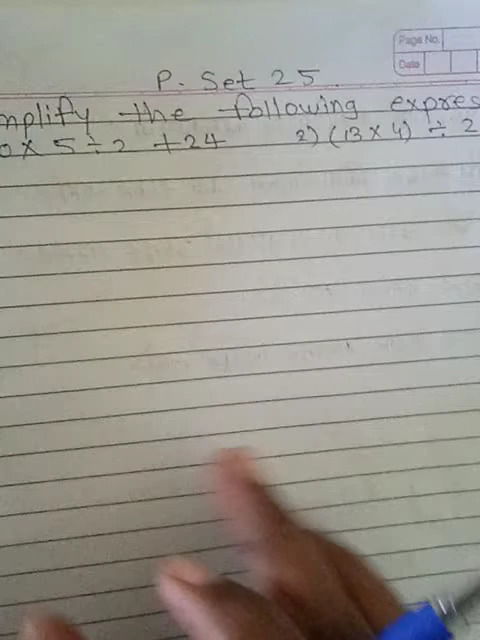 Page No.
Date
P. Set 25.
mplify the following expres
0 × 5 ÷ 2 + 24 2) (13 × 4) ÷ 2